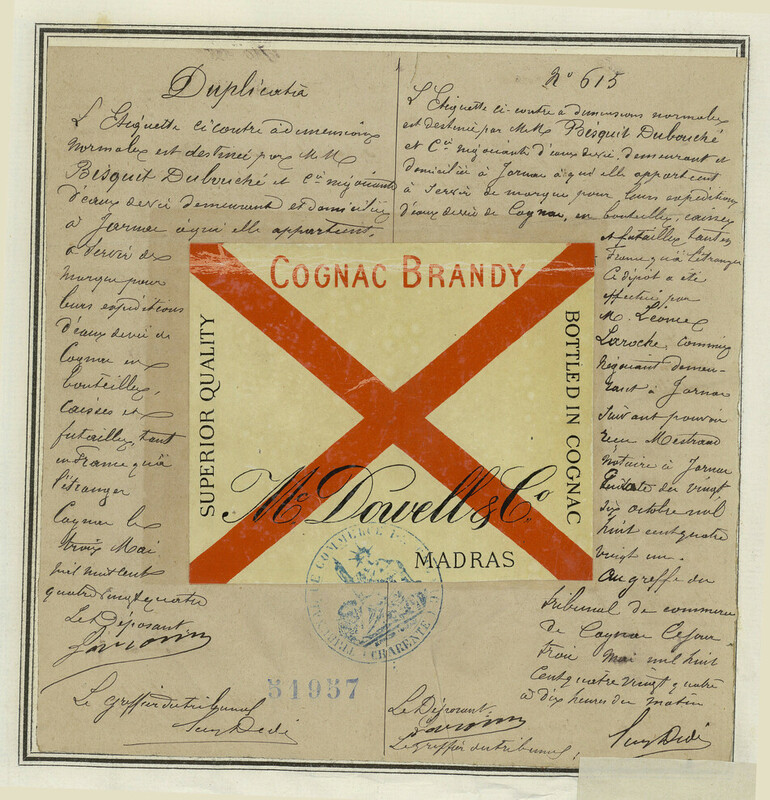 Duplicata
L'Etiquette ci contre à dimensions
normales est destinée par MM
Bisquit Dubouché et Cie négociants
d'eaux de vie demeurant et domiciliés
à Jarnac à qui elle appartient,
à servir de
marque pour
leurs expéditions
d'eaux de vie de
Cognac en
bouteilles,
caisses et
futailles, tant
en France qu'à
l'étranger
Cognac le
trois Mai
mil huit cent
quatre vingt quatre
Le Déposant
Le greffier du tribunal
51957
No 615
L'Etiquette ci-contre à dimensions normales
est destinée par MM. Bisquit Dubouché
et Cie négociants d'eaux de vie, demeurant et
domiciliés à Jarnac à qui elle appartient
à servir de marque pour leurs expéditions
d'eaux de vie de Cognac, en bouteilles, caisses
et futailles tant en
France qu'à l'étranger
Ce dépôt a été
effectué par
M. Léonce
Laroche, commis
Négociant demeu-
rant à Jarnac
suivant pouvoir
reçu Mestraud
notaire à Jarnac
en date du vingt
six octobre mil
huit cent quatre
vingt un.
au greffe du
tribunal de commerce
de Cognac Ce jour
trois Mai mil huit
cent quatre vingt quatre
à dix heures du matin
Le Déposant,
Le Greffier du tribunal,
COGNAC BRANDY
SUPERIOR QUALITY
BOTTLED IN COGNAC
Mc Dowell & Co.
MADRAS
COMMERCE
CHARENTE